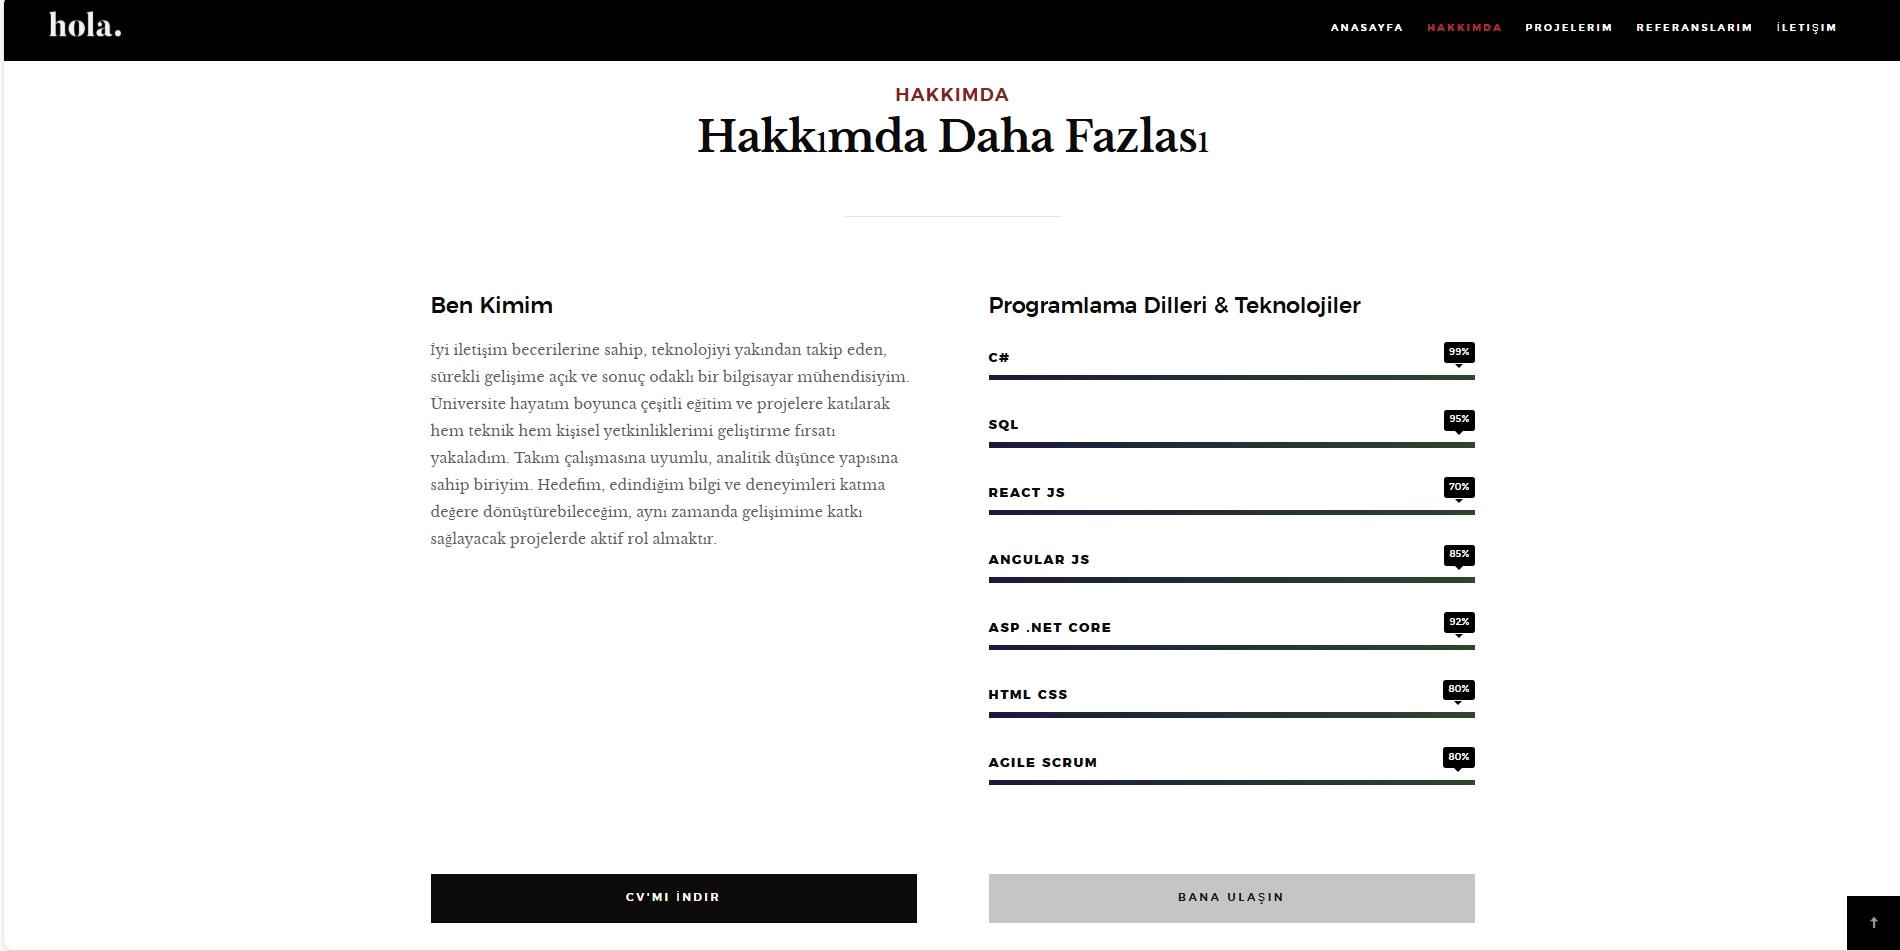 hola.
ANASAYFA HAKKIMDA PROJELERIM REFERANSLARIM İLETIŞIM
HAKKIMDA
Hakkımda Daha Fazlası
Ben Kimim
İyi iletişim becerilerine sahip, teknolojiyi yakından takip eden,
sürekli gelişime açık ve sonuç odaklı bir bilgisayar mühendisiyim.
Üniversite hayatım boyunca çeşitli eğitim ve projelere katılarak
hem teknik hem kişisel yetkinliklerimi geliştirme fırsatı
yakaladım. Takım çalışmasına uyumlu, analitik düşünce yapısına
sahip biriyim. Hedefim, edindiğim bilgi ve deneyimleri katma
değere dönüştürebileceğim, aynı zamanda gelişimime katkı
sağlayacak projelerde aktif rol almaktır.
Programlama Dilleri & Teknolojiler
C# 99%
SQL 95%
REACT JS 70%
ANGULAR JS 85%
ASP .NET CORE 92%
HTML CSS 80%
AGILE SCRUM 80%
CV'MI İNDIR
BANA ULAŞIN